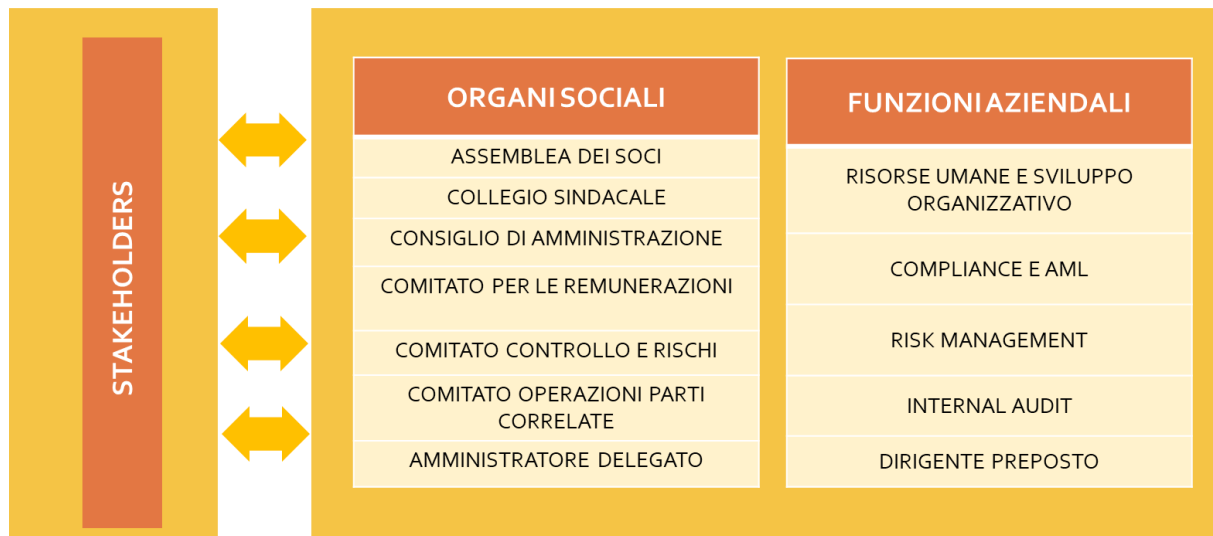 STAKEHOLDERS
ORGANI SOCIALI
ASSEMBLEA DEI SOCI
COLLEGIO SINDACALE
CONSIGLIO DI AMMINISTRAZIONE
COMITATO PER LE REMUNERAZIONI
COMITATO CONTROLLO E RISCHI
COMITATO OPERAZIONI PARTI
CORRELATE
AMMINISTRATORE DELEGATO
FUNZIONI AZIENDALI
RISORSE UMANE E SVILUPPO
ORGANIZZATIVO
COMPLIANCE E AML
RISK MANAGEMENT
INTERNAL AUDIT
DIRIGENTE PREPOSTO